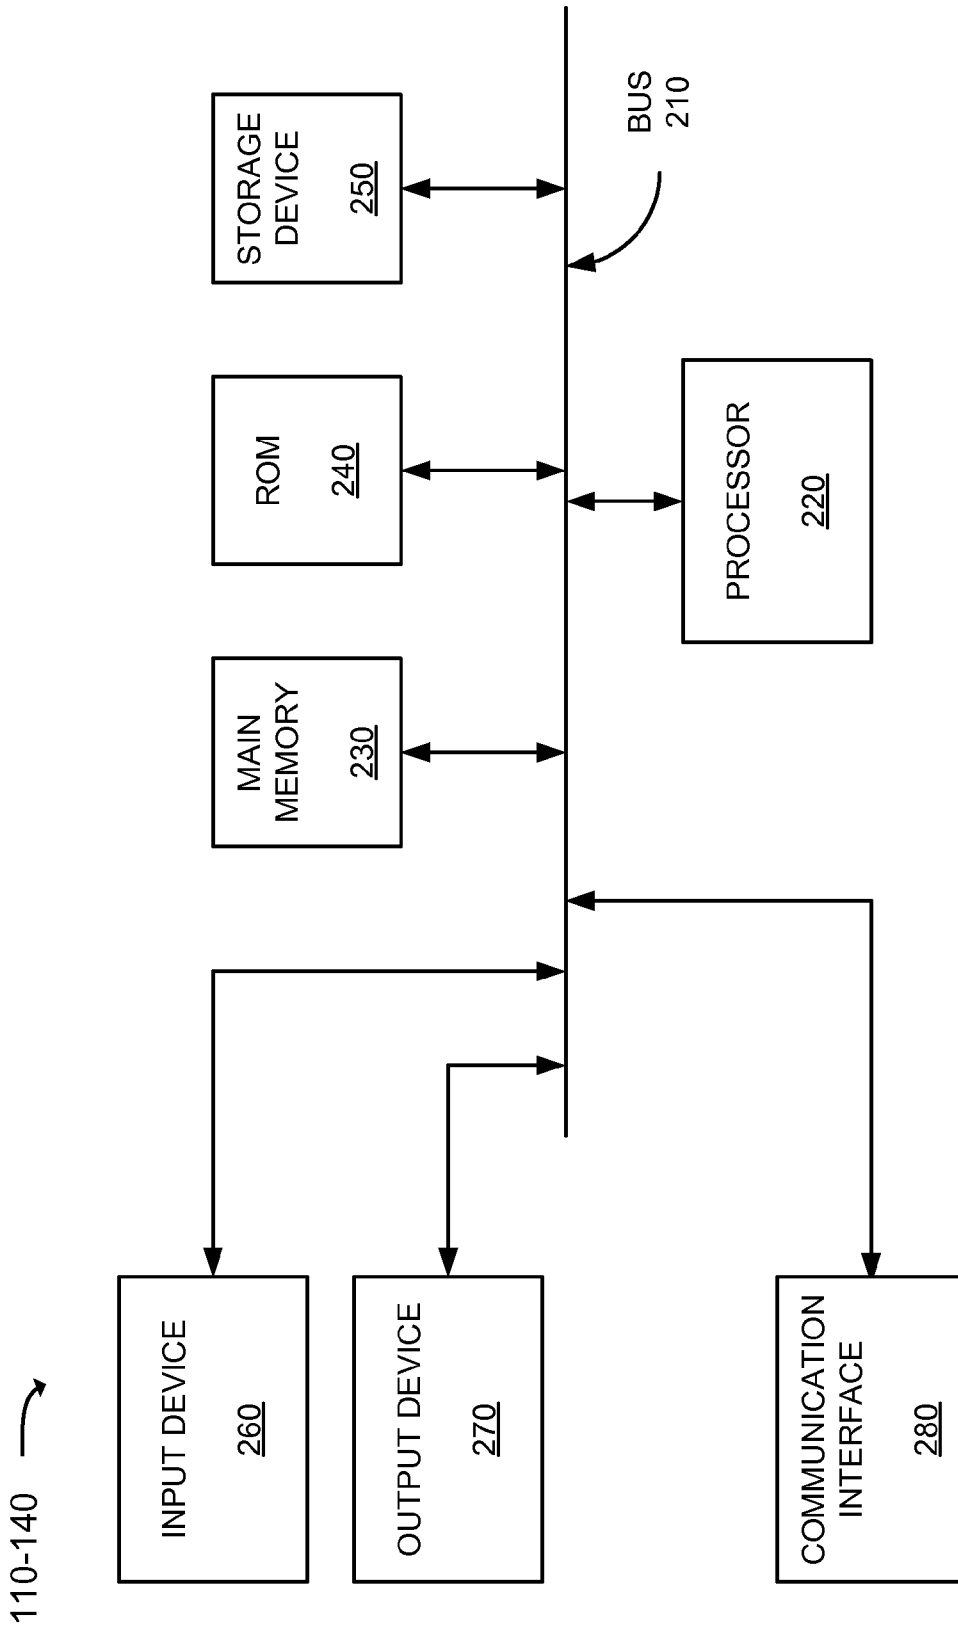 110-140
INPUT DEVICE
260
OUTPUT DEVICE
270
COMMUNICATION
INTERFACE
280
MAIN
MEMORY
230
ROM
240
STORAGE
DEVICE
250
PROCESSOR
220
BUS
210